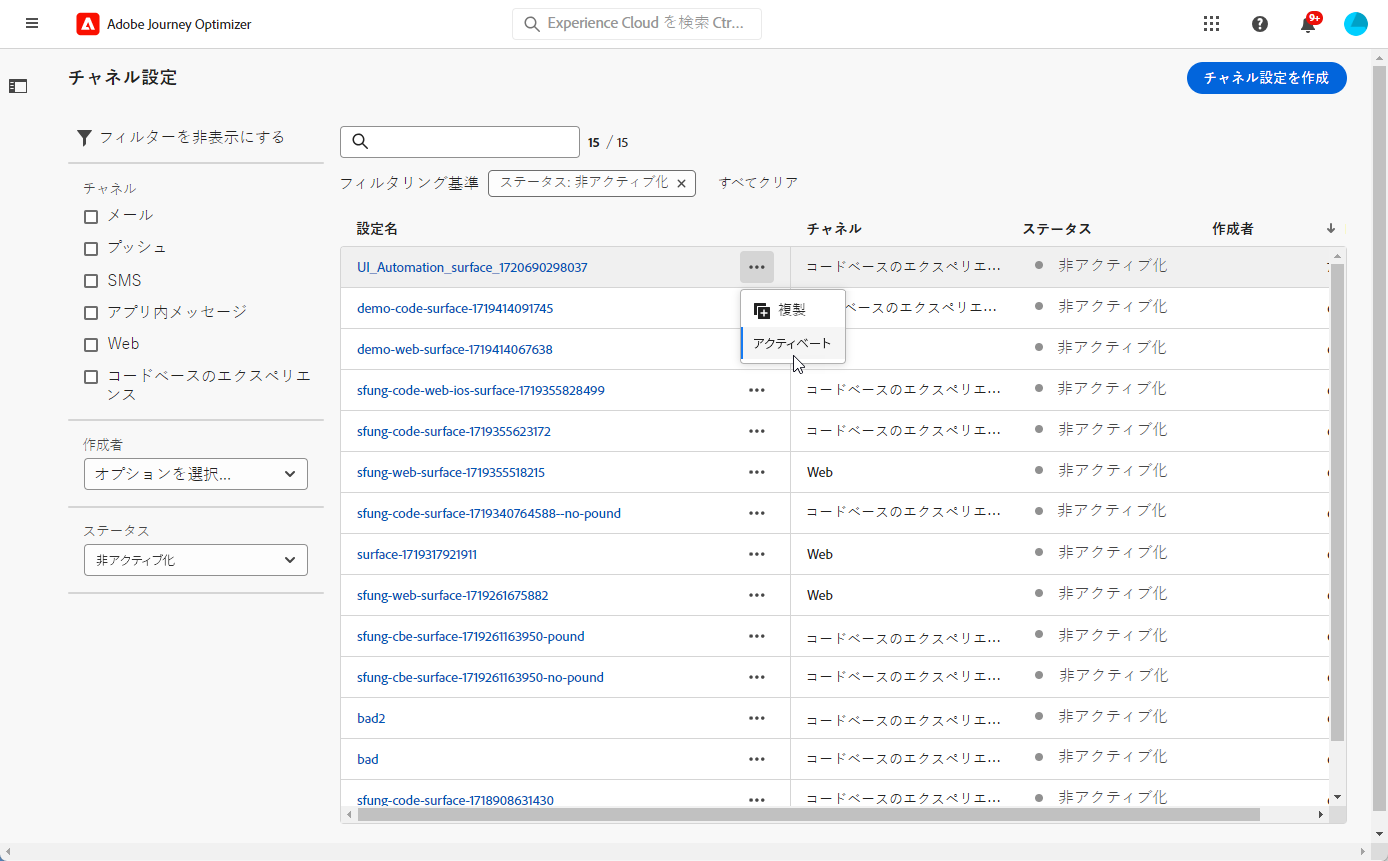 Adobe Journey Optimizer
Experience Cloud を検索 Ctr...
9+
チャネル設定
チャネル設定を作成
フィルターを非表示にする
15 / 15
フィルタリング基準
ステータス: 非アクティブ化
すべてクリア
チャネル
メール
プッシュ
SMS
アプリ内メッセージ
Web
コードベースのエクスペリエ
ンス
作成者
オプションを選択...
ステータス
非アクティブ化
設定名 チャネル ステータス 作成者
UI_Automation_surface_1720690298037 コードベースのエクスペリエ... 非アクティブ化
複製
アクティベート
demo-code-surface-1719414091745 ベースのエクスペリエ... 非アクティブ化
demo-web-surface-1719414067638 非アクティブ化
sfung-code-web-ios-surface-1719355828499 コードベースのエクスペリエ... 非アクティブ化
sfung-code-surface-1719355623172 コードベースのエクスペリエ... 非アクティブ化
sfung-web-surface-1719355518215 Web 非アクティブ化
sfung-code-surface-1719340764588--no-pound コードベースのエクスペリエ... 非アクティブ化
surface-1719317921911 Web 非アクティブ化
sfung-web-surface-1719261675882 Web 非アクティブ化
sfung-cbe-surface-1719261163950-pound コードベースのエクスペリエ... 非アクティブ化
sfung-cbe-surface-1719261163950-no-pound コードベースのエクスペリエ... 非アクティブ化
bad2 コードベースのエクスペリエ... 非アクティブ化
bad コードベースのエクスペリエ... 非アクティブ化
sfung-code-surface-1718908631430 コードベースのエクスペリエ... 非アクティブ化